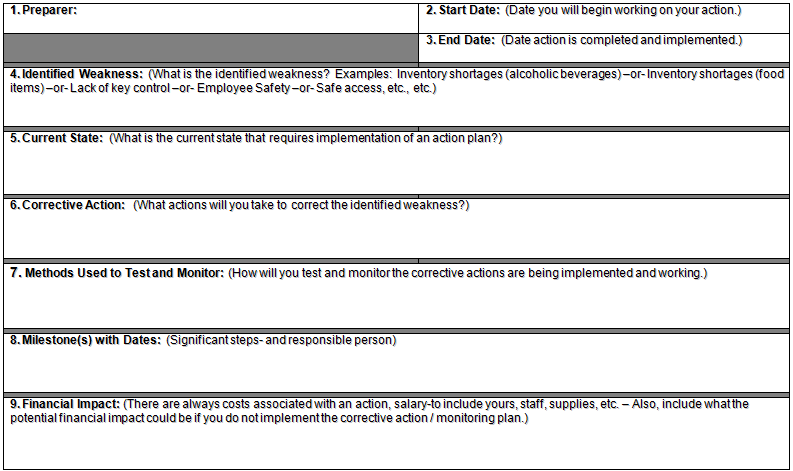 1. Preparer:
2. Start Date: (Date you will begin working on your action.)
3. End Date: (Date action is completed and implemented.)
4. Identified Weakness: (What is the identified weakness? Examples: Inventory shortages (alcoholic beverages) –or- Inventory shortages (food
items) –or- Lack of key control –or- Employee Safety –or- Safe access, etc., etc.)
5. Current State: (What is the current state that requires implementation of an action plan?)
6. Corrective Action: (What actions will you take to correct the identified weakness?)
7. Methods Used to Test and Monitor: (How will you test and monitor the corrective actions are being implemented and working.)
8. Milestone(s) with Dates: (Significant steps- and responsible person)
9. Financial Impact: (There are always costs associated with an action, salary-to include yours, staff, supplies, etc. – Also, include what the
potential financial impact could be if you do not implement the corrective action / monitoring plan.)